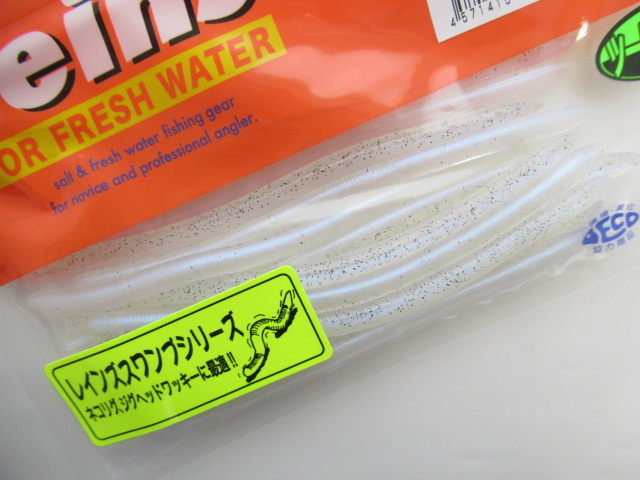 eins
FOR FRESH WATER
salt & fresh water fishing gear
for novice and professional angler.
レインズスワンプシリーズ
ネコリグ、ジグヘッドワッキーに最適!!
ECO